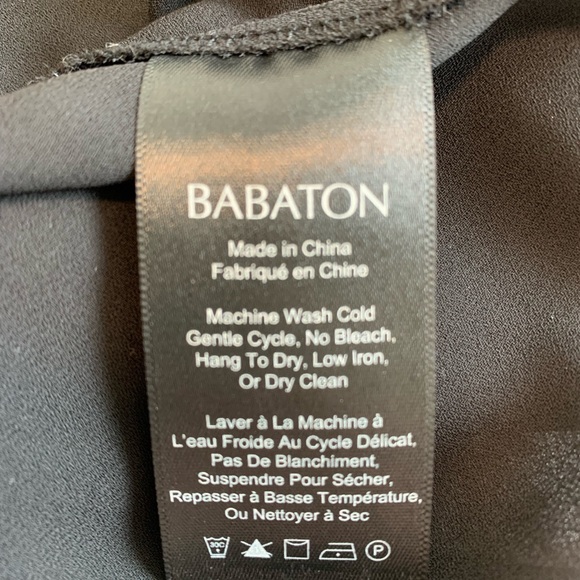 BABATON
Made in China
Fabriqué en Chine
Machine Wash Cold
Gentle Cycle, No Bleach,
Hang To Dry, Low Iron,
Or Dry Clean
Laver à La Machine à
L'eau Froide Au Cycle Délicat,
Pas De Blanchiment,
Suspendre Pour Sécher,
Repasser à Basse Température,
Ou Nettoyer à Sec
30C P